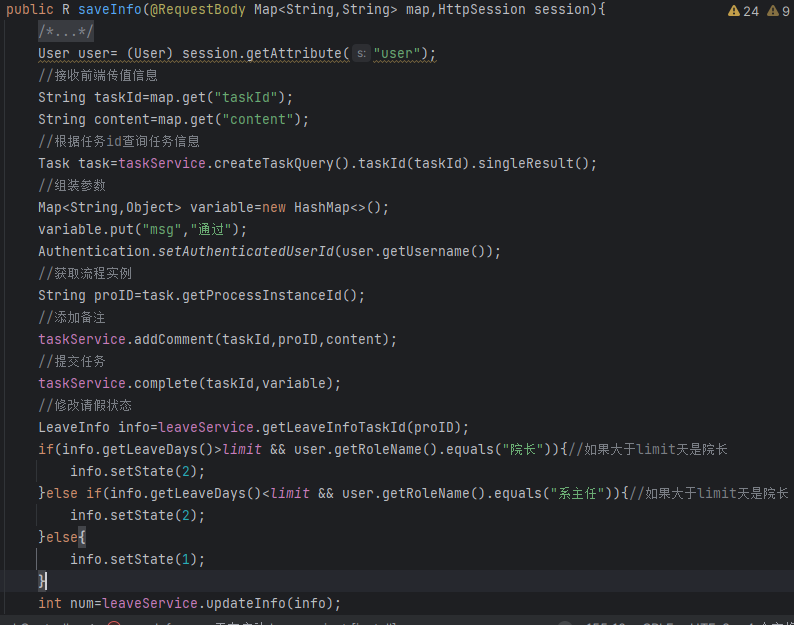 public R saveInfo(@RequestBody Map<String,String> map,HttpSession session){
24 9
/*...*/
User user= (User) session.getAttribute( s: "user");
//接收前端传值信息
String taskId=map.get("taskId");
String content=map.get("content");
//根据任务id查询任务信息
Task task=taskService.createTaskQuery().taskId(taskId).singleResult();
//组装参数
Map<String,Object> variable=new HashMap<>();
variable.put("msg","通过");
Authentication.setAuthenticatedUserId(user.getUsername());
//获取流程实例
String proID=task.getProcessInstanceId();
//添加备注
taskService.addComment(taskId,proID,content);
//提交任务
taskService.complete(taskId,variable);
//修改请假状态
LeaveInfo info=leaveService.getLeaveInfoTaskId(proID);
if(info.getLeaveDays()>limit && user.getRoleName().equals("院长")){//如果大于limit天是院长
info.setState(2);
}else if(info.getLeaveDays()<limit && user.getRoleName().equals("系主任")){//如果大于limit天是院长
info.setState(2);
}else{
info.setState(1);
}
int num=leaveService.updateInfo(info);